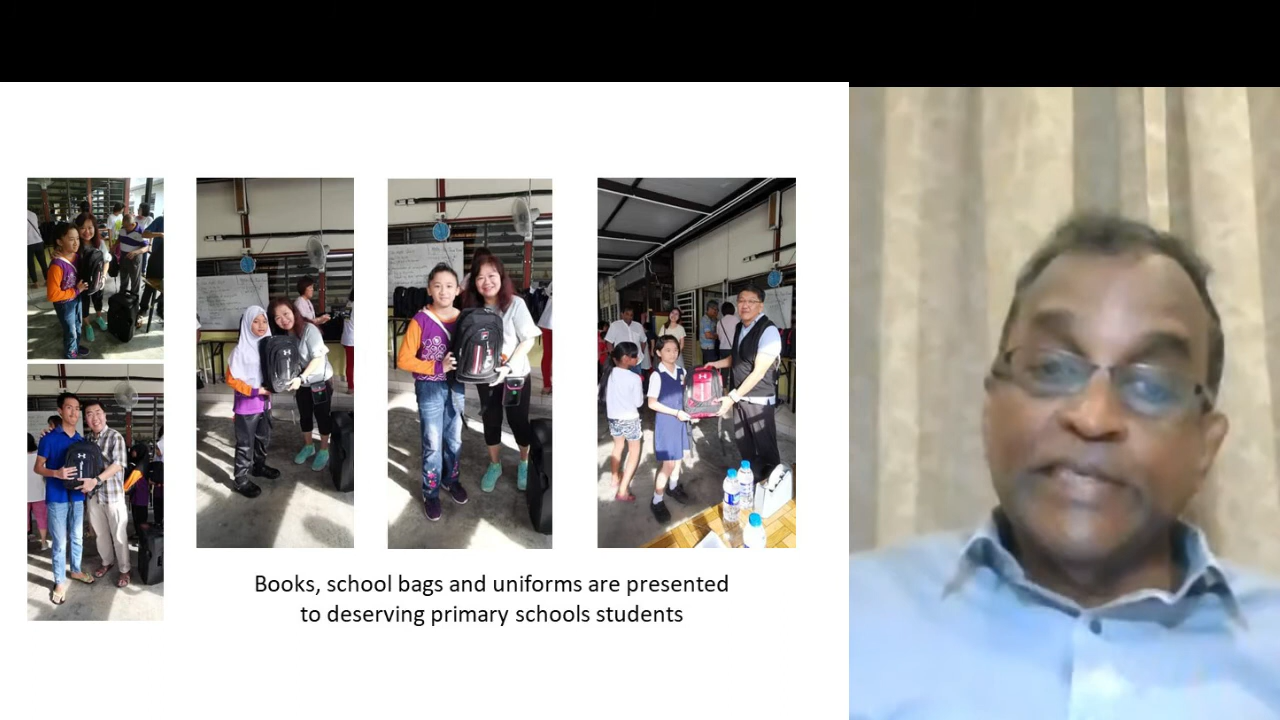 Books, school bags and uniforms are presented
to deserving primary schools students